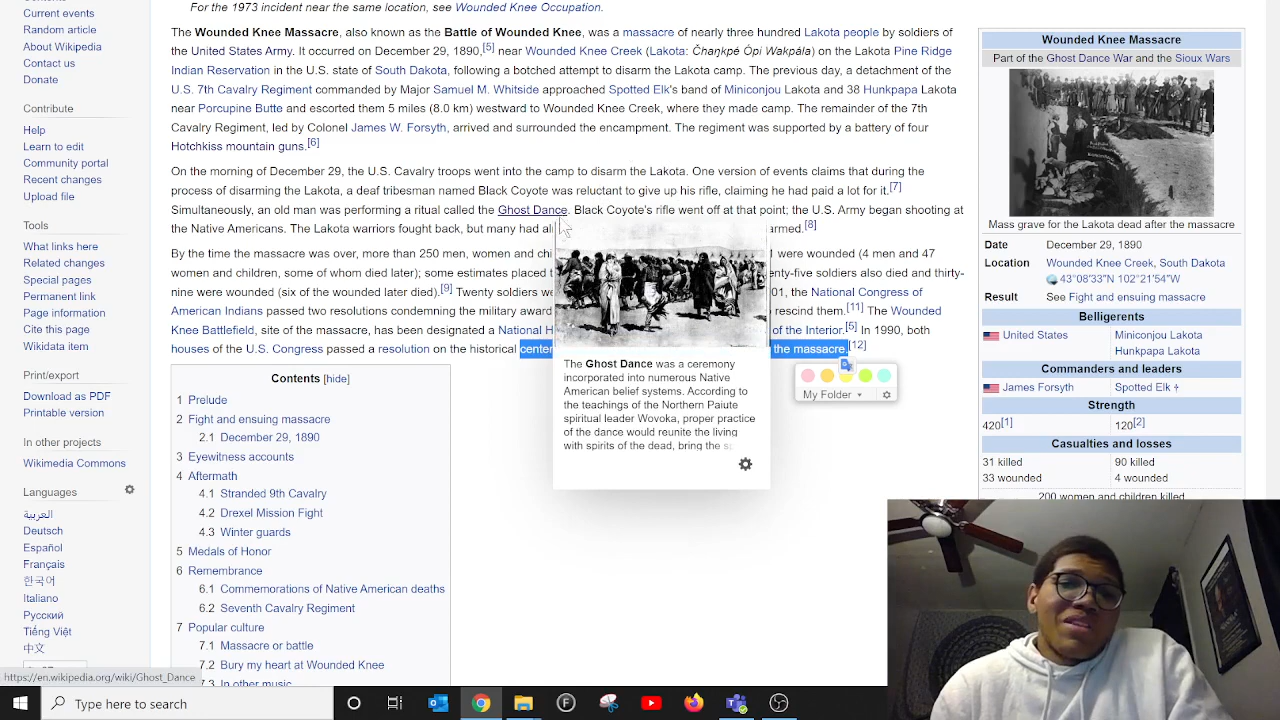 Contents
Current events
Random article
About Wikipedia
Contact us
Donate
Contribute
Help
Learn to edit
Community portal
Recent changes
Upload file
Tools
What links here
Related changes
Special pages
Permanent link
Page information
Cite this page
Wikidata item
Print/export
Download as PDF
Printable version
In other projects
Wikimedia Commons
Languages
العربية
Deutsch
Español
Français
한국어
Italiano
Русский
Tiếng Việt
中文
For the 1973 incident near the same location, see Wounded Knee Occupation.
The Wounded Knee Massacre, also known as the Battle of Wounded Knee, was a massacre of nearly three hundred Lakota people by soldiers of
the United States Army. It occurred on December 29, 1890,[5] near Wounded Knee Creek (Lakota: Čhaŋkpé Ópi Wakpála) on the Lakota Pine Ridge
Indian Reservation in the U.S. state of South Dakota, following a botched attempt to disarm the Lakota camp. The previous day, a detachment of the
U.S. 7th Cavalry Regiment commanded by Major Samuel M. Whitside approached Spotted Elk's band of Miniconjou Lakota and 38 Hunkpapa Lakota
near Porcupine Butte and escorted them 5 miles (8.0 km) westward to Wounded Knee Creek, where they made camp. The remainder of the 7th
Cavalry Regiment, led by Colonel James W. Forsyth, arrived and surrounded the encampment. The regiment was supported by a battery of four
Hotchkiss mountain guns.[6]
On the morning of December 29, the U.S. Cavalry troops went into the camp to disarm the Lakota. One version of events claims that during the
process of disarming the Lakota, a deaf tribesman named Black Coyote was reluctant to give up his rifle, claiming he had paid a lot for it.[7]
Simultaneously, an old man was performing a ritual called the Ghost Dance. Black Coyote's rifle went off at that point; the U.S. Army began shooting at
the Native Americans. The Lakota warriors fought back, but many had al armed.[8]
By the time the massacre was over, more than 250 men, women and chi 1 were wounded (4 men and 47
women and children, some of whom died later); some estimates placed t enty-five soldiers also died and thirty-
nine were wounded (six of the wounded later died).[9] Twenty soldiers we 01, the National Congress of
American Indians passed two resolutions condemning the military award rescind them.[11] The Wounded
Knee Battlefield, site of the massacre, has been designated a National H of the Interior.[5] In 1990, both
houses of the U.S. Congress passed a resolution on the historical center the massacre.[12]
The Ghost Dance was a ceremony
incorporated into numerous Native
American belief systems. According to
the teachings of the Northern Paiute
spiritual leader Wovoka, proper practice
of the dance would reunite the living
with spirits of the dead, bring the
My Folder
Contents [hide]
1 Prelude
2 Fight and ensuing massacre
2.1 December 29, 1890
3 Eyewitness accounts
4 Aftermath
4.1 Stranded 9th Cavalry
4.2 Drexel Mission Fight
4.3 Winter guards
5 Medals of Honor
6 Remembrance
6.1 Commemorations of Native American deaths
6.2 Seventh Cavalry Regiment
7 Popular culture
7.1 Massacre or battle
7.2 Bury my heart at Wounded Knee
7.3 In other music
Wounded Knee Massacre
Part of the Ghost Dance War and the Sioux Wars
Mass grave for the Lakota dead after the massacre
Date December 29, 1890
Location Wounded Knee Creek, South Dakota
43°08′33″N 102°21′54″W
Result See Fight and ensuing massacre
Belligerents
United States Miniconjou Lakota
Hunkpapa Lakota
Commanders and leaders
James Forsyth Spotted Elk †
Strength
420[1] 120[2]
Casualties and losses
31 killed 90 killed
33 wounded 4 wounded
200 women and children killed
https://en.wikipedia.org/wiki/Ghost_Dance
Type here to search